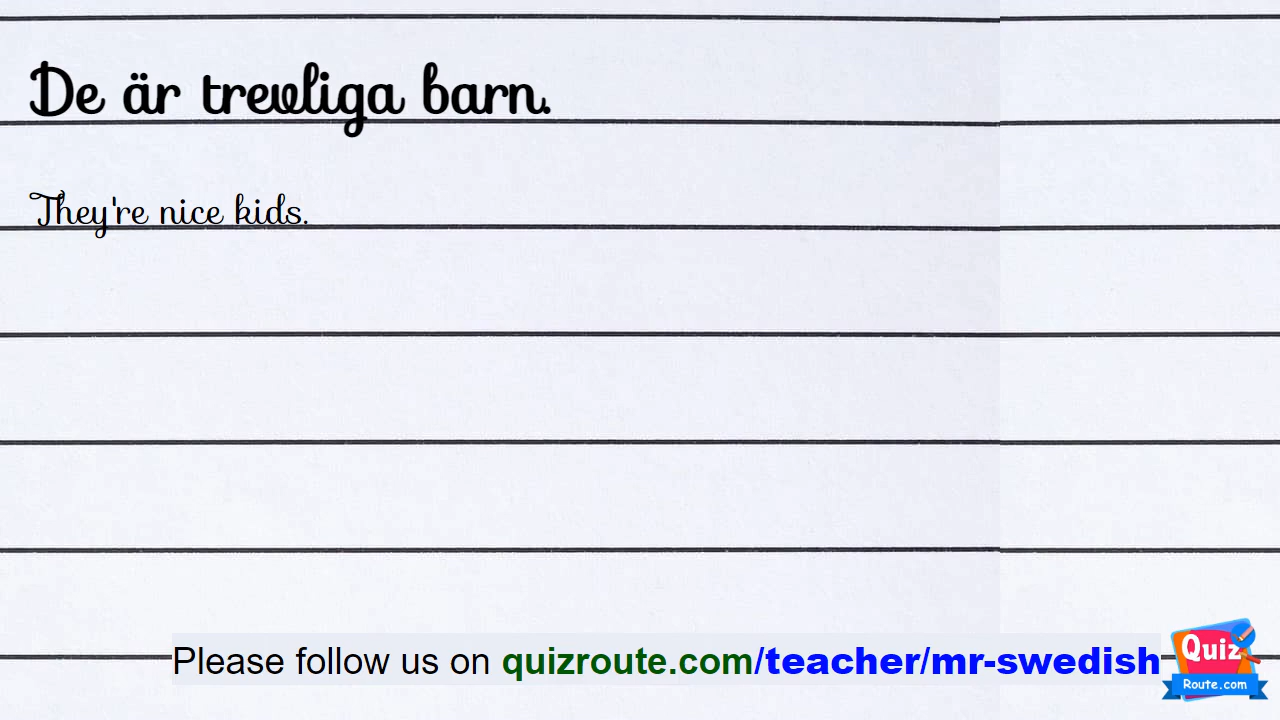 De är trevliga barn.
They're nice kids.
Please follow us on quizroute.com/teacher/mr-swedish
Quiz
Route.com